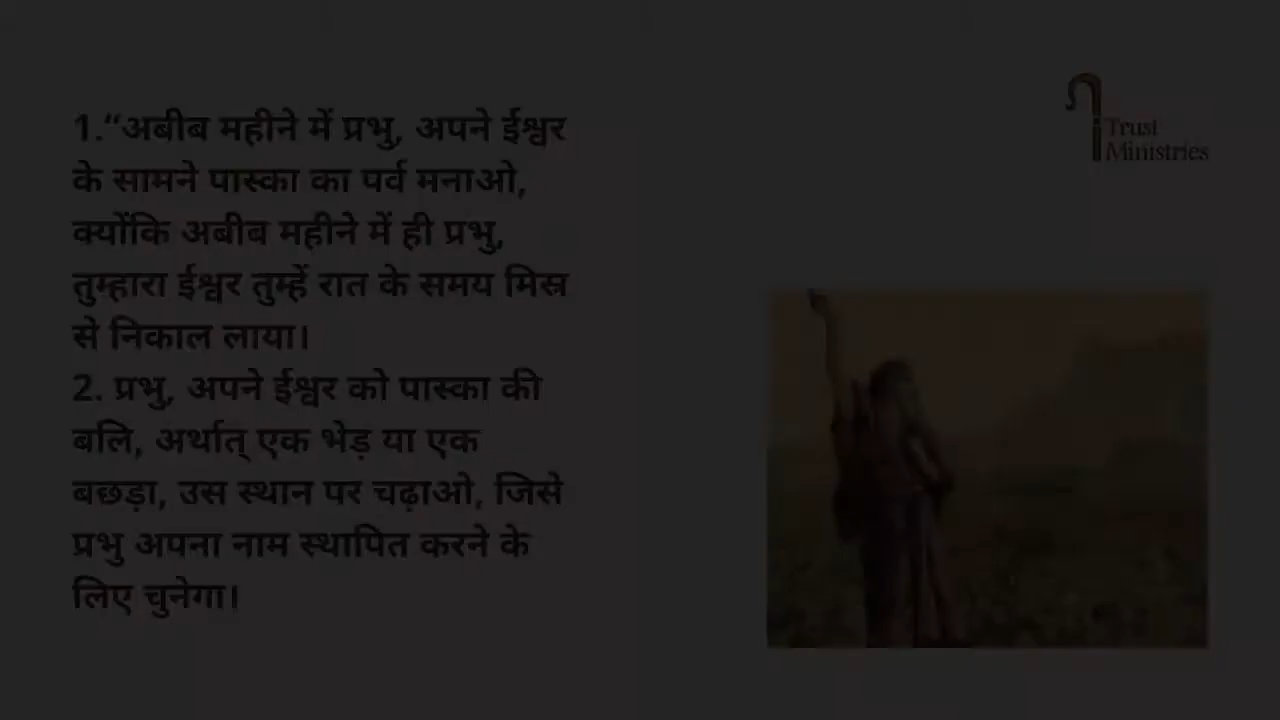 1.“अबीब महीने में प्रभु, अपने ईश्वर
के सामने पास्का का पर्व मनाओ,
क्योंकि अबीब महीने में ही प्रभु,
तुम्हारा ईश्वर तुम्हें रात के समय मिस्र
से निकाल लाया।
2. प्रभु, अपने ईश्वर को पास्का की
बलि, अर्थात् एक भेड़ या एक
बछड़ा, उस स्थान पर चढ़ाओ, जिसे
प्रभु अपना नाम स्थापित करने के
लिए चुनेगा।
Trust
Ministries